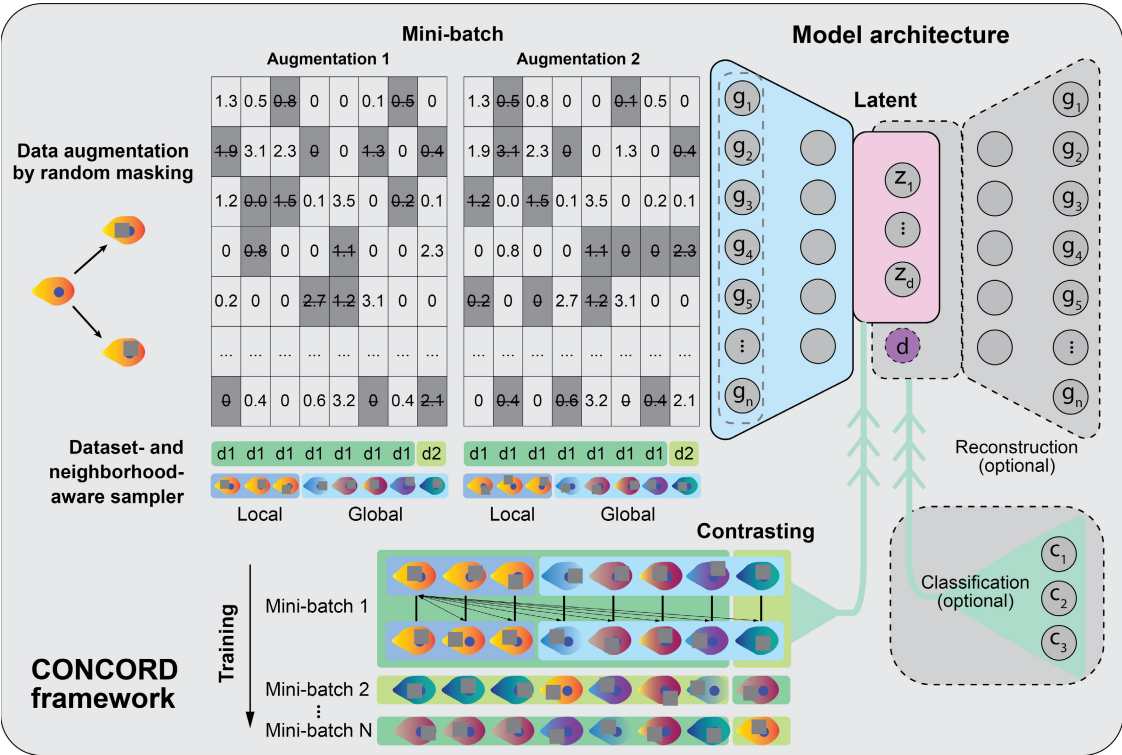 Mini-batch
Model architecture
Augmentation 1
Augmentation 2
Data augmentation
by random masking
1.3 0.5 0.8 0 0 0.1 0.5 0
1.9 3.1 2.3 0 0 1.3 0 0.4
1.2 0.0 1.5 0.1 3.5 0 0.2 0.1
0 0.8 0 0 1.1 0 0 2.3
0.2 0 0 2.7 1.2 3.1 0 0
... ... ... ... ... ... ... ...
0 0.4 0 0.6 3.2 0 0.4 2.1
1.3 0.5 0.8 0 0 0.1 0.5 0
1.9 3.1 2.3 0 0 1.3 0 0.4
1.2 0.0 1.5 0.1 3.5 0 0.2 0.1
0 0.8 0 0 1.1 0 0 2.3
0.2 0 0 2.7 1.2 3.1 0 0
... ... ... ... ... ... ... ...
0 0.4 0 0.6 3.2 0 0.4 2.1
Latent
g1
g2
g3
g4
g5
...
gn
z1
...
zd
d
g1
g2
g3
g4
g5
...
gn
Reconstruction
(optional)
Dataset- and
neighborhood-
aware sampler
d1 d1 d1 d1 d1 d1 d1 d2
d1 d1 d1 d1 d1 d1 d1 d2
Local Global
Local Global
Contrasting
Classification
(optional)
c1
c2
c3
Training
Mini-batch 1
Mini-batch 2
...
Mini-batch N
CONCORD
framework